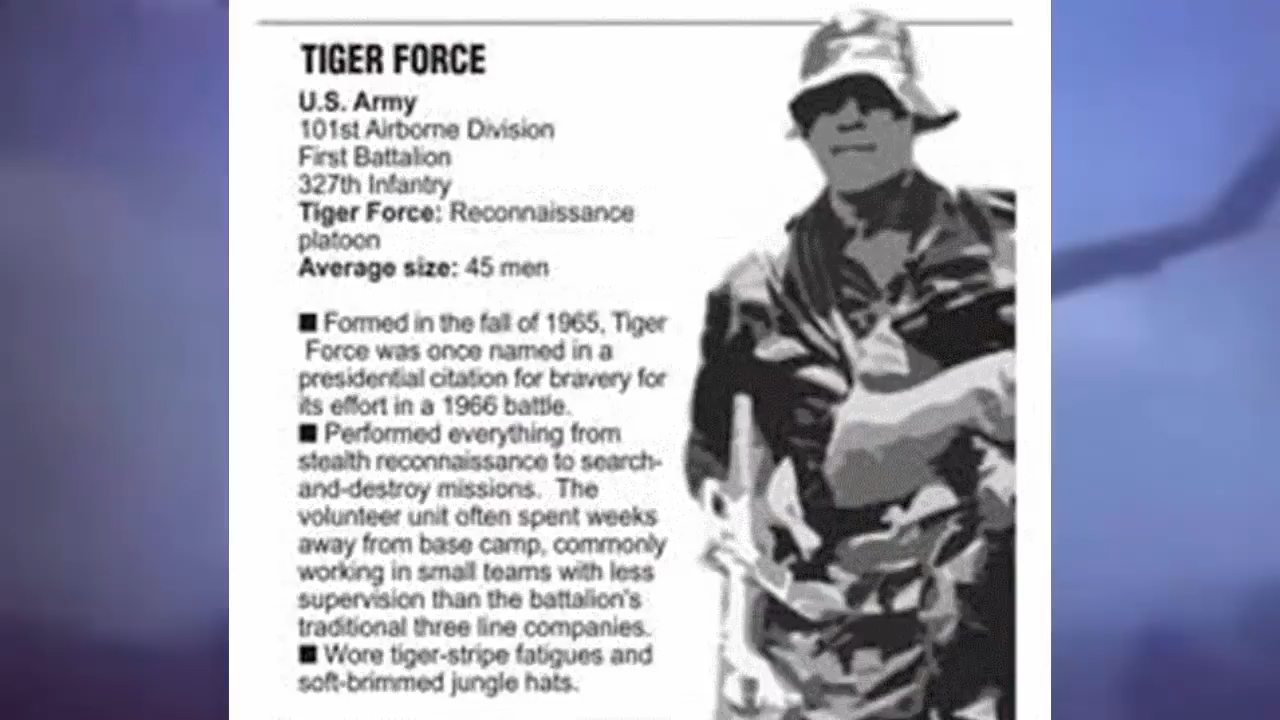 TIGER FORCE
U.S. Army
101st Airborne Division
First Battalion
327th Infantry
Tiger Force: Reconnaissance
platoon
Average size: 45 men
■ Formed in the fall of 1965, Tiger
Force was once named in a
presidential citation for bravery for
its effort in a 1966 battle.
■ Performed everything from
stealth reconnaissance to search-
and-destroy missions. The
volunteer unit often spent weeks
away from base camp, commonly
working in small teams with less
supervision than the battalion's
traditional three line companies.
■ Wore tiger-stripe fatigues and
soft-brimmed jungle hats.